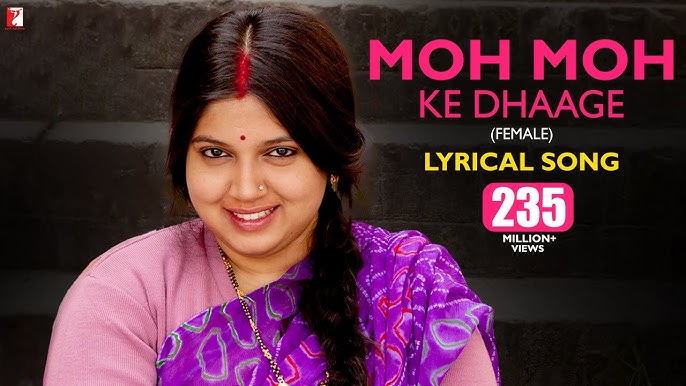 MOH MOH
KE DHAAGE
(FEMALE)
LYRICAL SONG
235
MILLION+
VIEWS